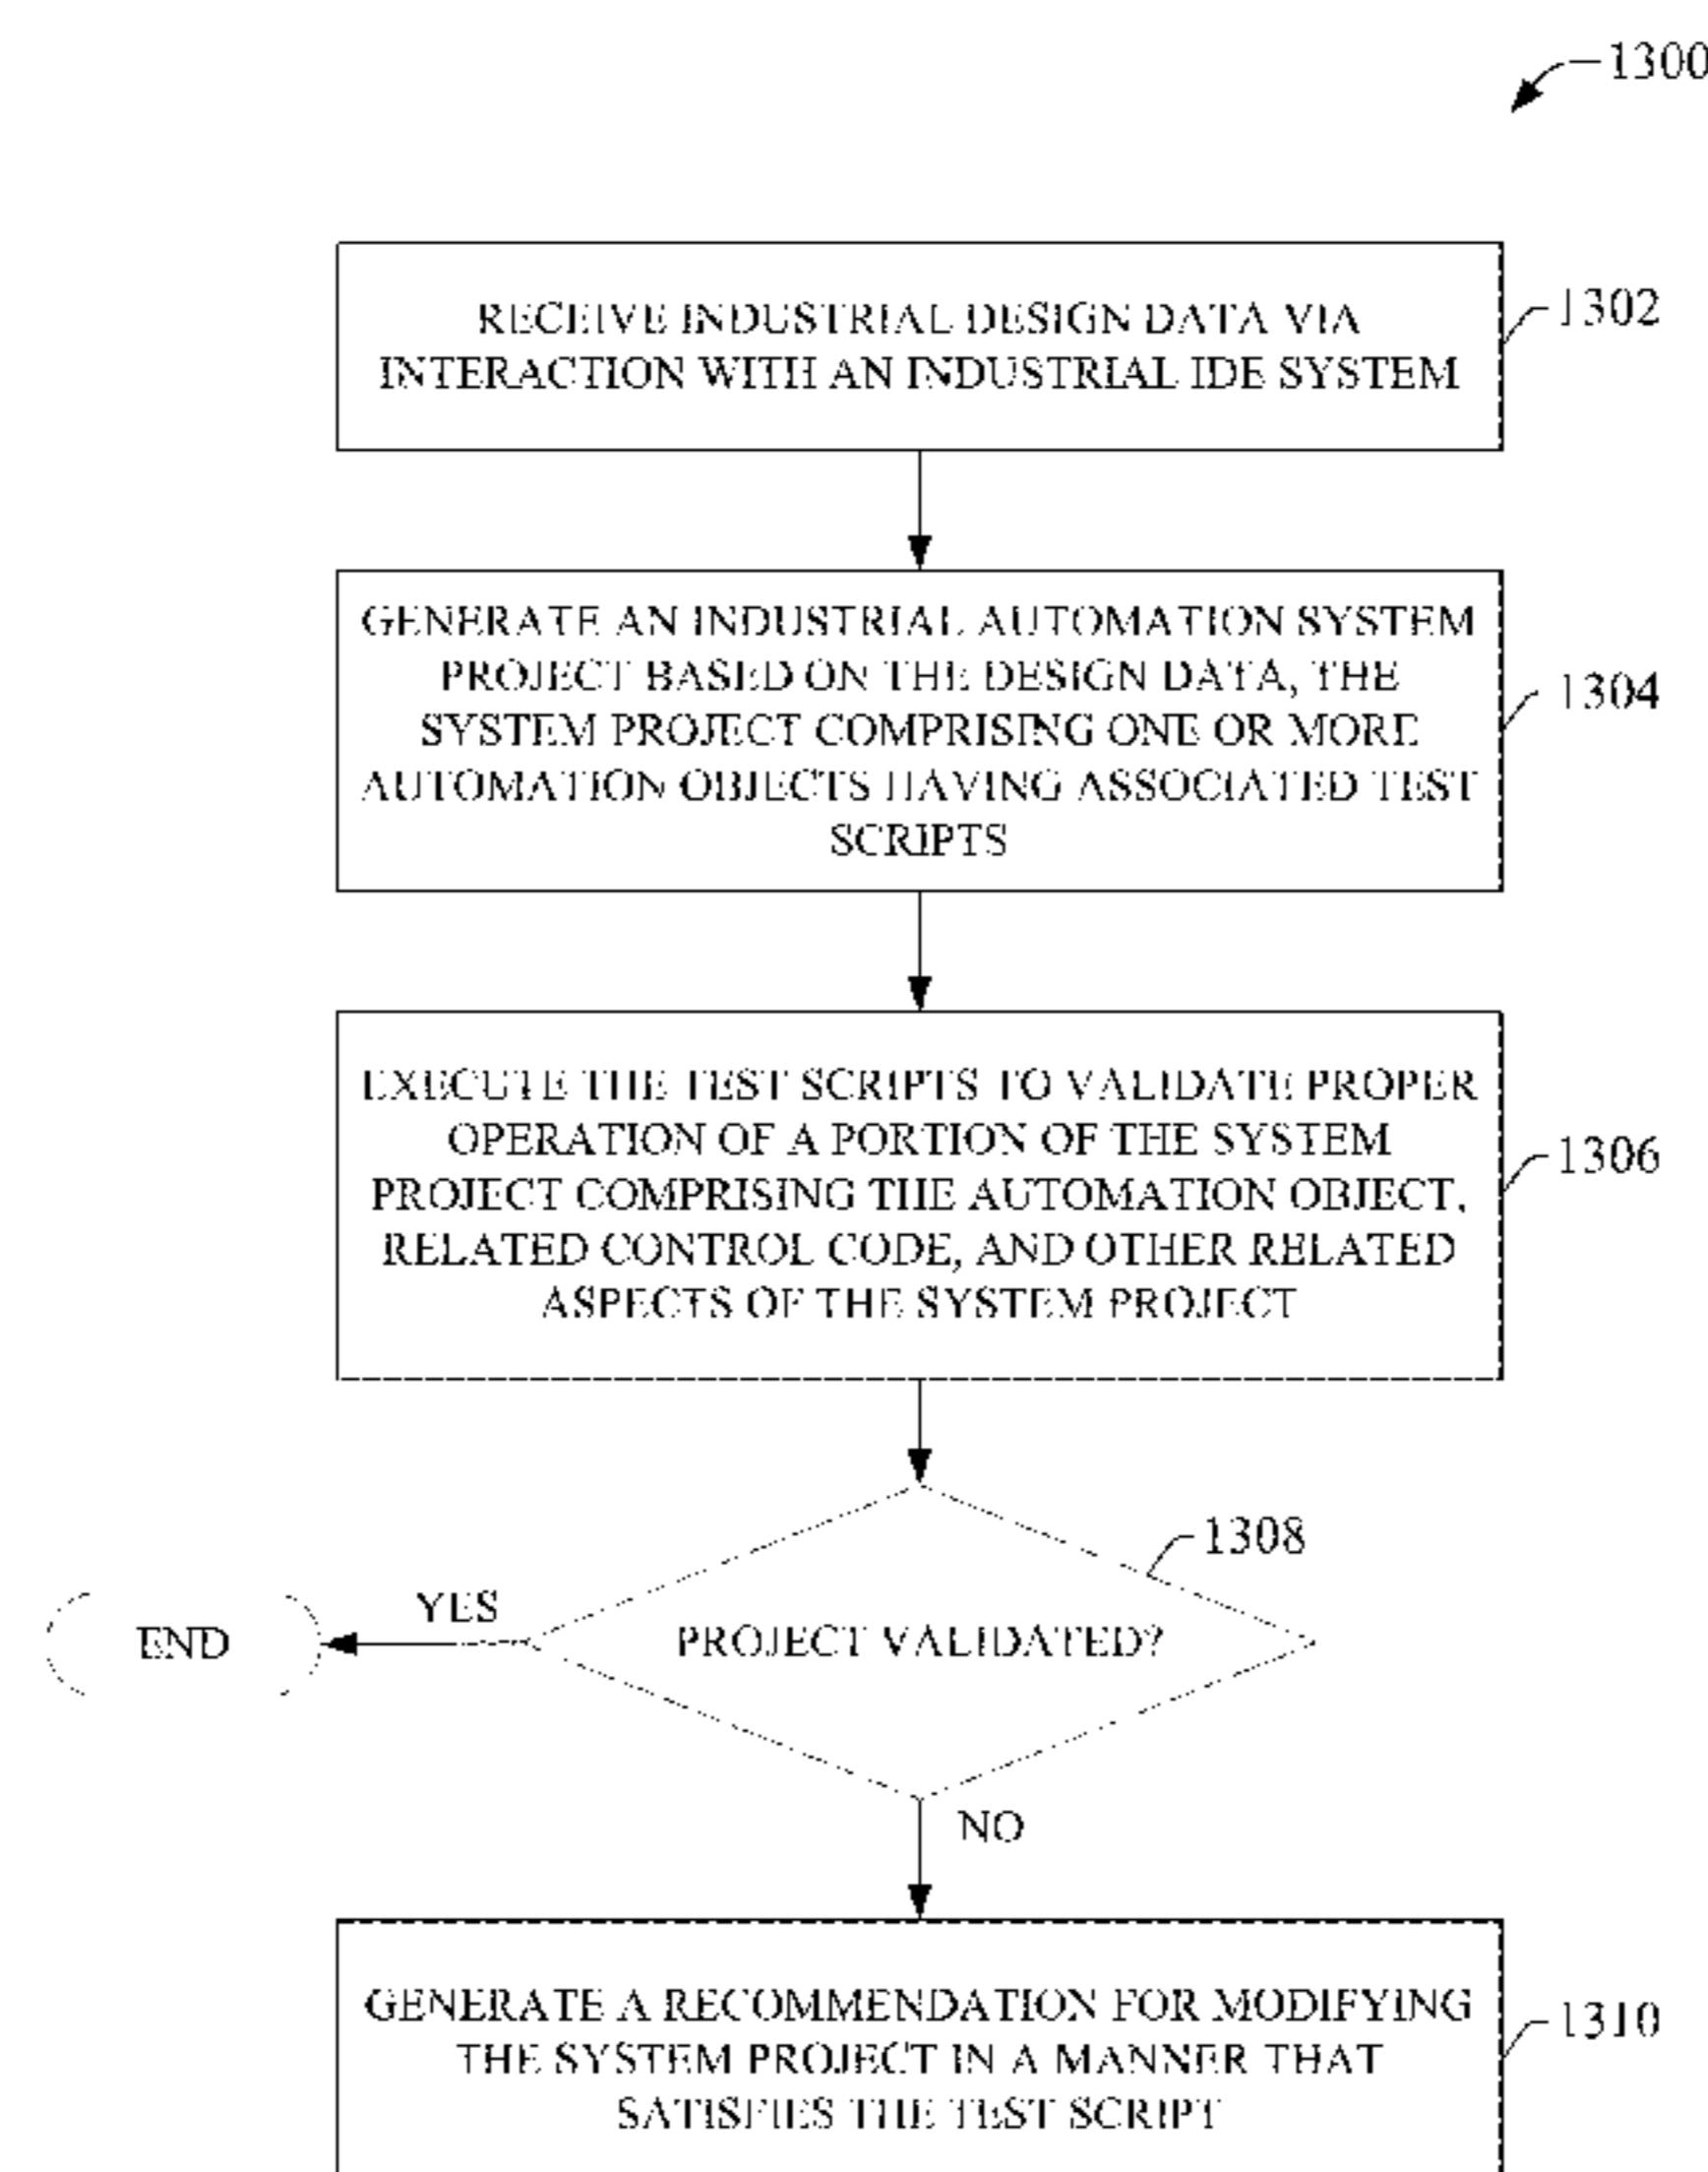 1300
RECEIVE INDUSTRIAL DESIGN DATA VIA
INTERACTION WITH AN INDUSTRIAL IDE SYSTEM
1302
GENERATE AN INDUSTRIAL AUTOMATION SYSTEM
PROJECT BASED ON THE DESIGN DATA, THE
SYSTEM PROJECT COMPRISING ONE OR MORE
AUTOMATION OBJECTS HAVING ASSOCIATED TEST
SCRIPTS
1304
EXECUTE THE TEST SCRIPTS TO VALIDATE PROPER
OPERATION OF A PORTION OF THE SYSTEM
PROJECT COMPRISING THE AUTOMATION OBJECT,
RELATED CONTROL CODE, AND OTHER RELATED
ASPECTS OF THE SYSTEM PROJECT
1306
1308
YES
END
PROJECT VALIDATED?
NO
GENERATE A RECOMMENDATION FOR MODIFYING
THE SYSTEM PROJECT IN A MANNER THAT
SATISFIES THE TEST SCRIPT
1310